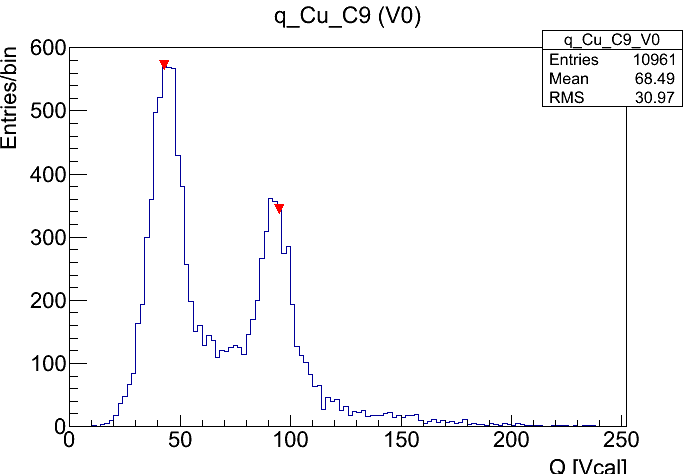 q_Cu_C9 (V0)
q_Cu_C9_V0
Entries 10961
Mean 68.49
RMS 30.97
Entries/bin
600
500
400
300
200
100
0
0 50 100 150 200 250
Q [Vcal]